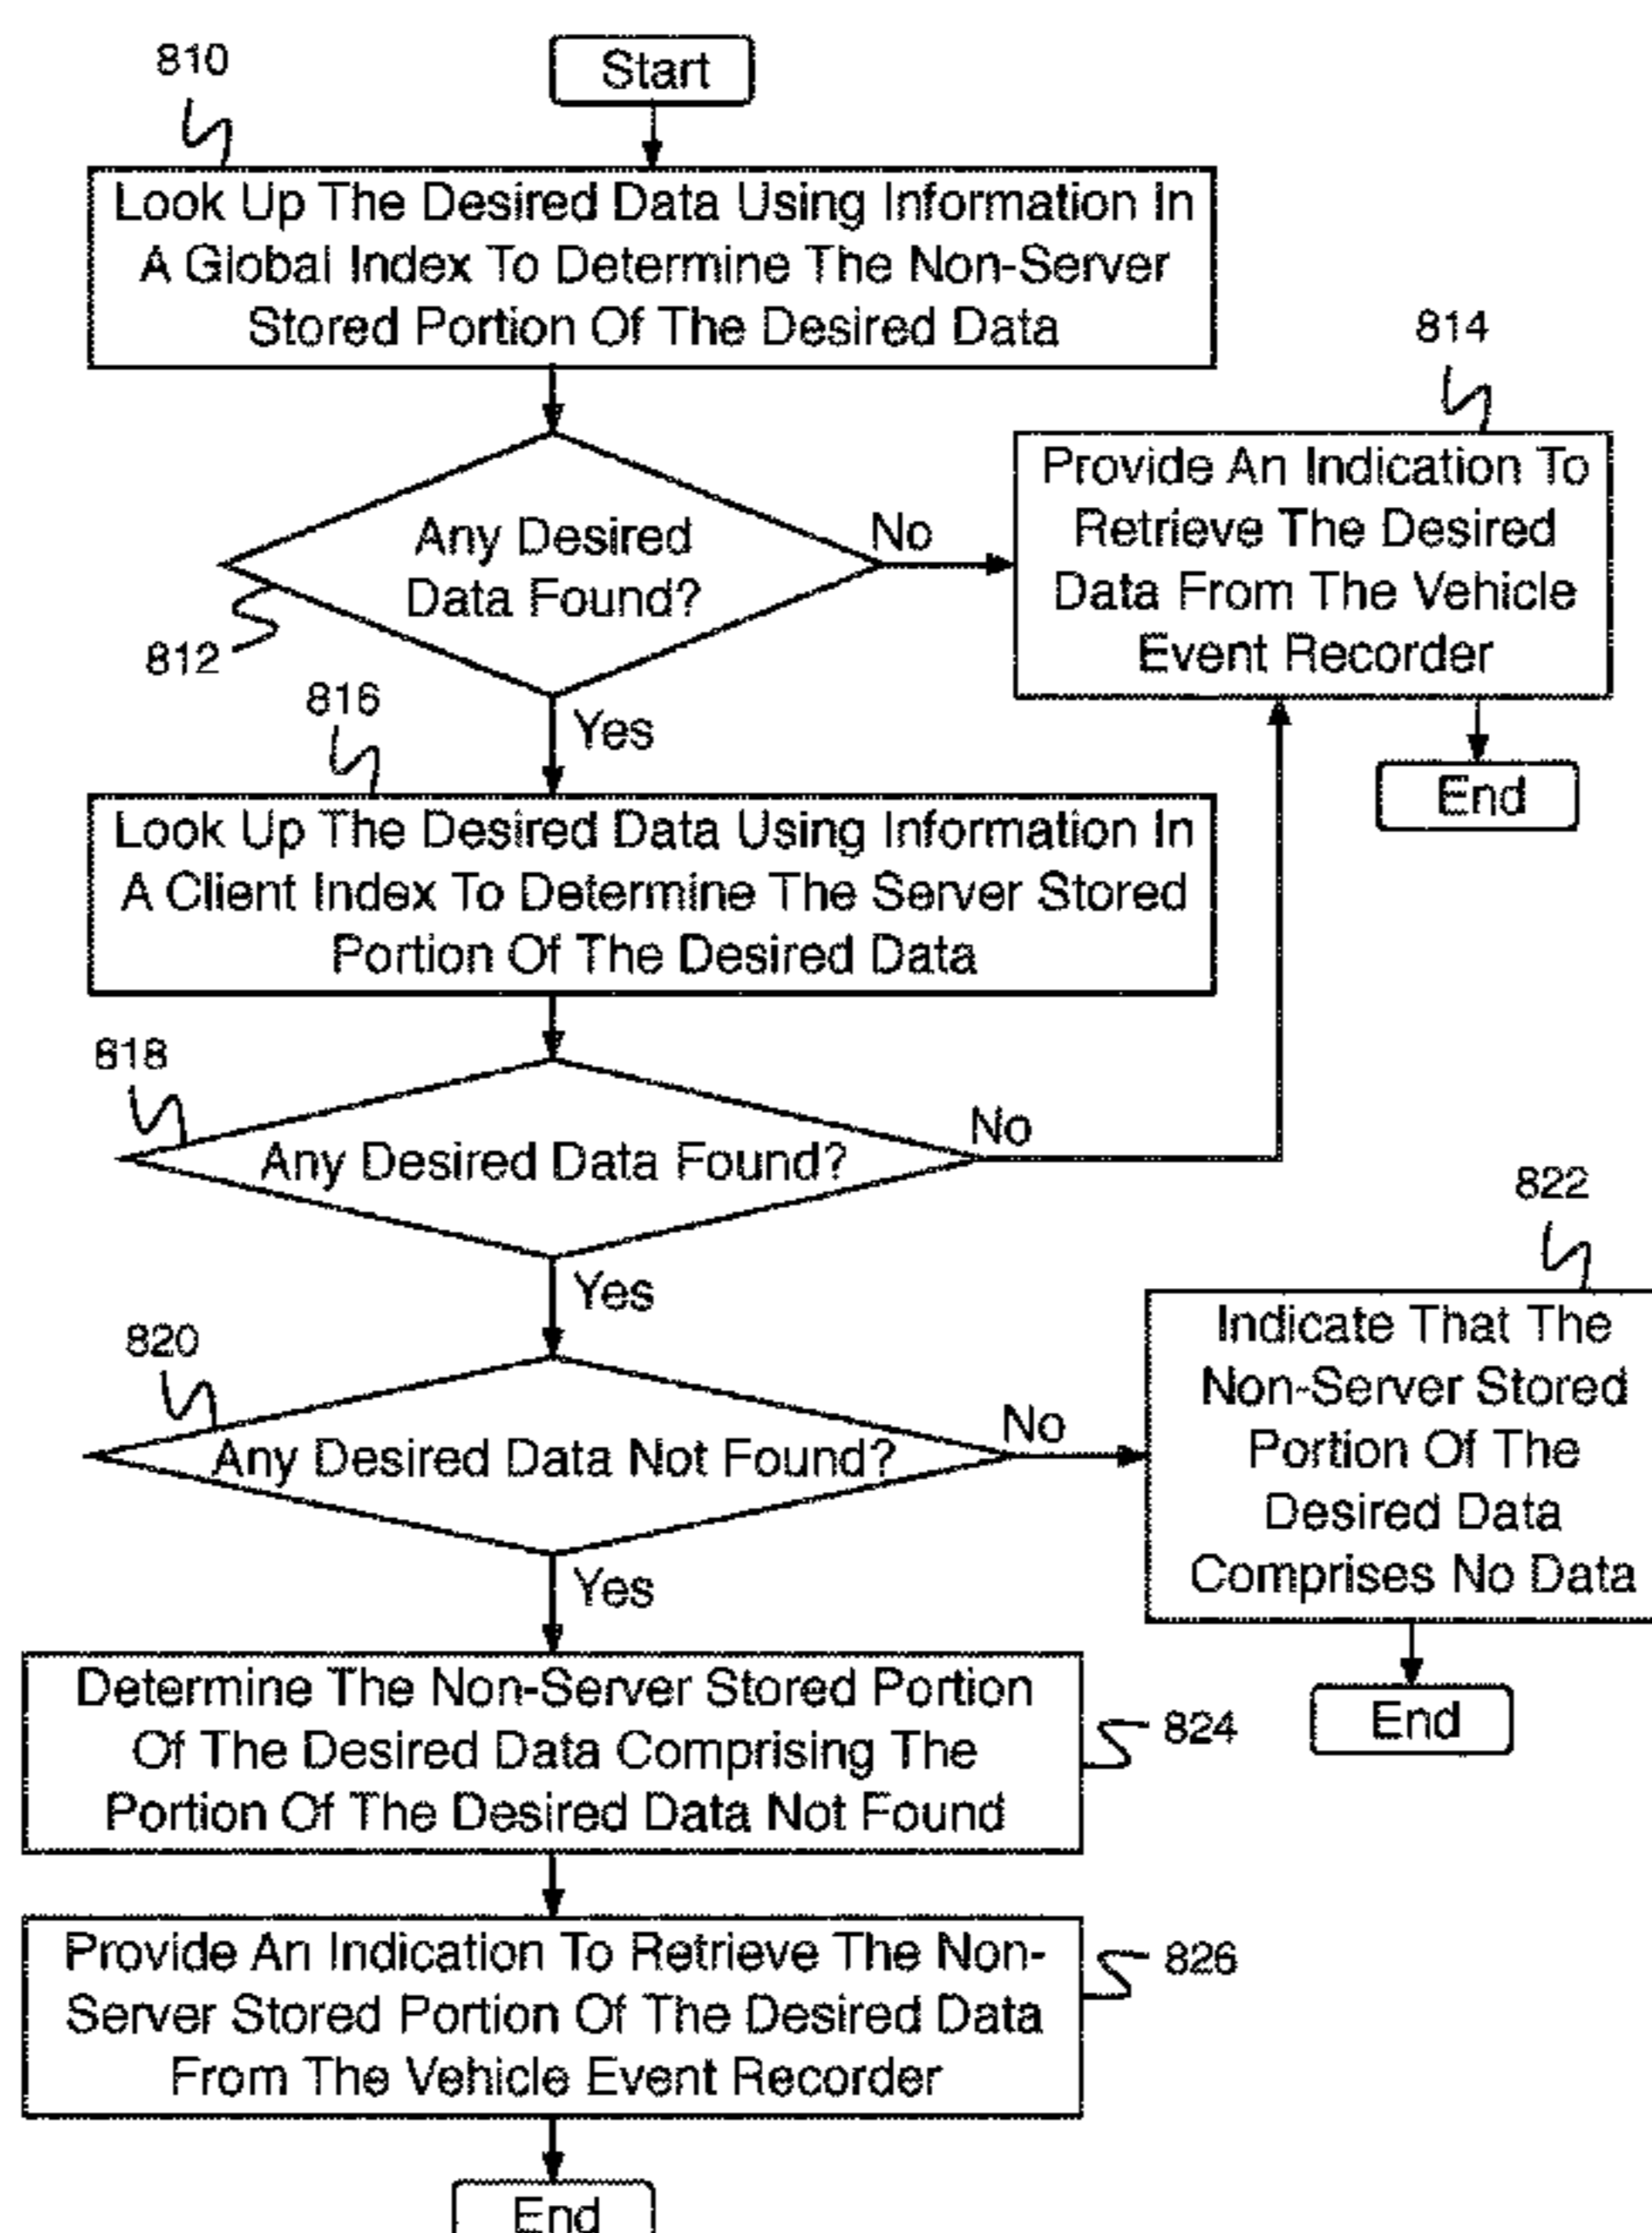 810
Start
Look Up The Desired Data Using Information In
A Global Index To Determine The Non-Server
Stored Portion Of The Desired Data
814
Any Desired
Data Found?
No
812
Provide An Indication To
Retrieve The Desired
Data From The Vehicle
Event Recorder
End
816
Yes
Look Up The Desired Data Using Information In
A Client Index To Determine The Server Stored
Portion Of The Desired Data
818
Any Desired Data Found?
No
Yes
820
Any Desired Data Not Found?
No
822
Indicate That The
Non-Server Stored
Portion Of The
Desired Data
Comprises No Data
End
Yes
Determine The Non-Server Stored Portion
Of The Desired Data Comprising The
Portion Of The Desired Data Not Found
824
Provide An Indication To Retrieve The Non-
Server Stored Portion Of The Desired Data
From The Vehicle Event Recorder
826
End